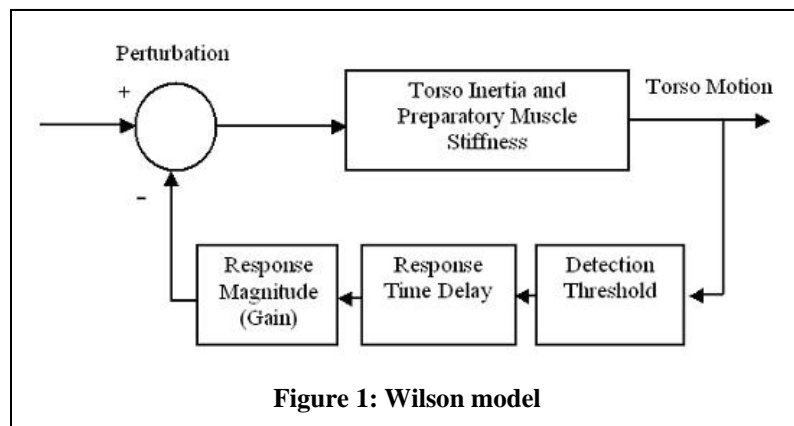 Perturbation
+
-
Torso Inertia and
Preparatory Muscle
Stiffness
Torso Motion
Response
Magnitude
(Gain)
Response
Time Delay
Detection
Threshold
Figure 1: Wilson model